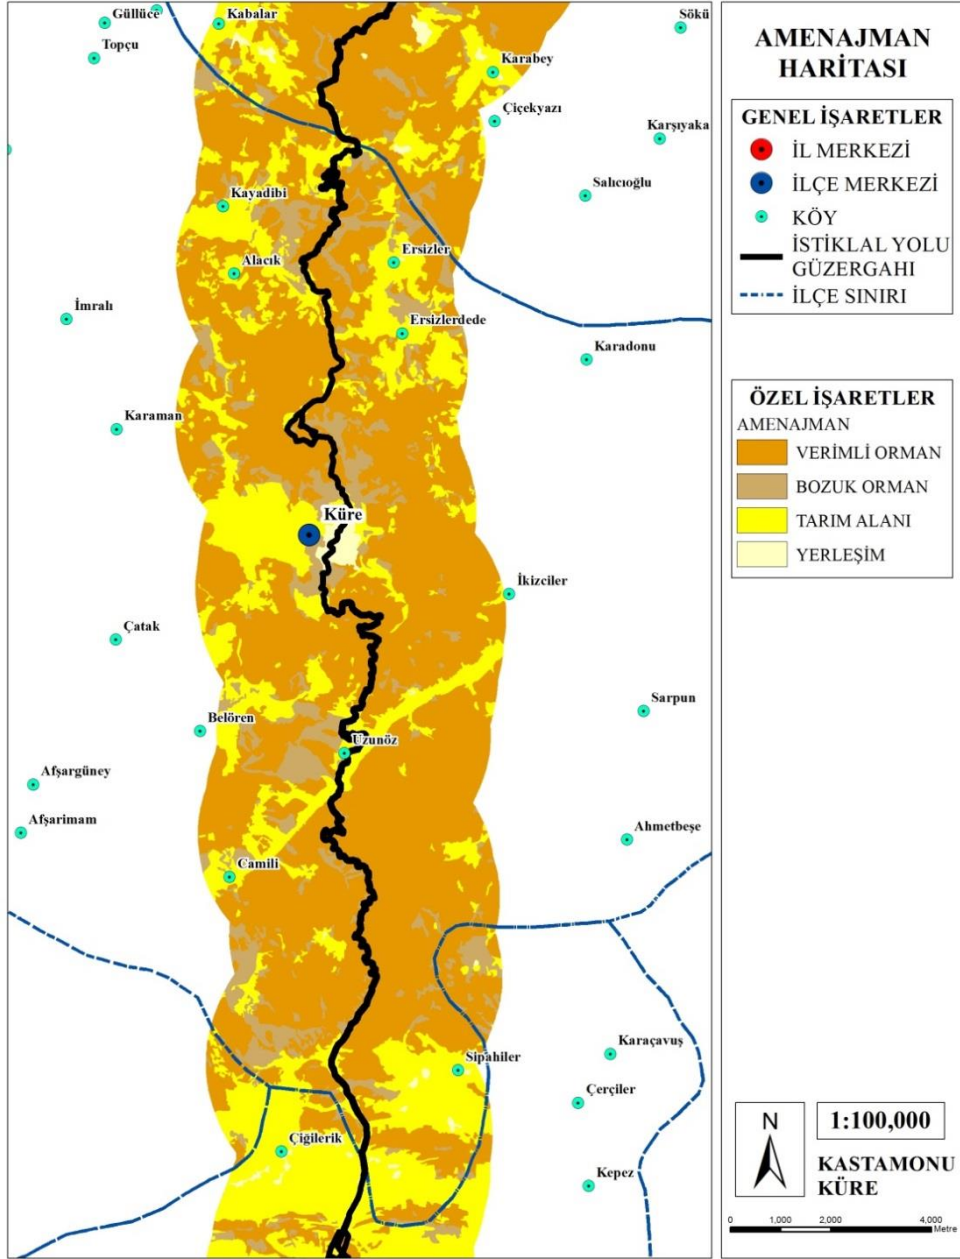 Güllüce
Kabalar
Sökü
Topçu
Karabey
Çiçekyazı
Karşıyaka
Salıcıoğlu
Kayadibi
Ersizler
Alacık
İmralı
Ersizlerdede
Karadonu
Karaman
Küre
İkizciler
Çatak
Sarpun
Belören
Uzunöz
Afşargüney
Afşarimam
Ahmetbeşe
Camili
Karaçavuş
Sipahiler
Çerçiler
Çiğilerik
Kepez
AMENAJMAN
HARİTASI
GENEL İŞARETLER
İL MERKEZİ
İLÇE MERKEZİ
KÖY
İSTİKLAL YOLU
GÜZERGAHI
İLÇE SINIRI
ÖZEL İŞARETLER
AMENAJMAN
VERİMLİ ORMAN
BOZUK ORMAN
TARIM ALANI
YERLEŞİM
N
1:100,000
KASTAMONU
KÜRE
0 1,000 2,000 4,000
Metre